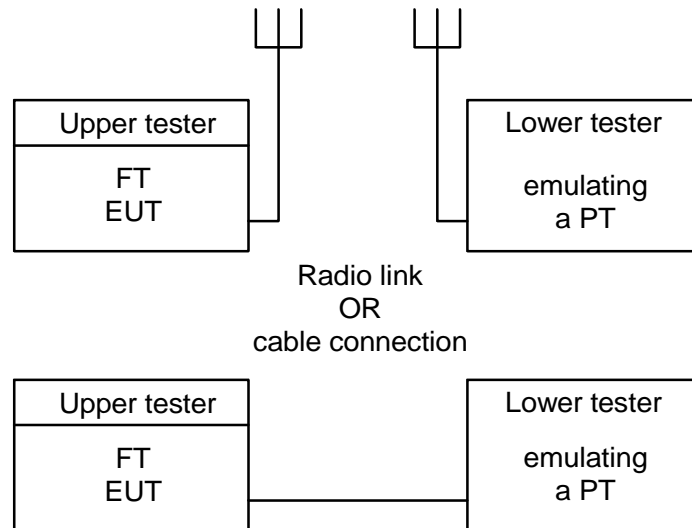 Upper tester
FT
EUT
Lower tester
emulating
a PT
Radio link
OR
cable connection
Upper tester
FT
EUT
Lower tester
emulating
a PT